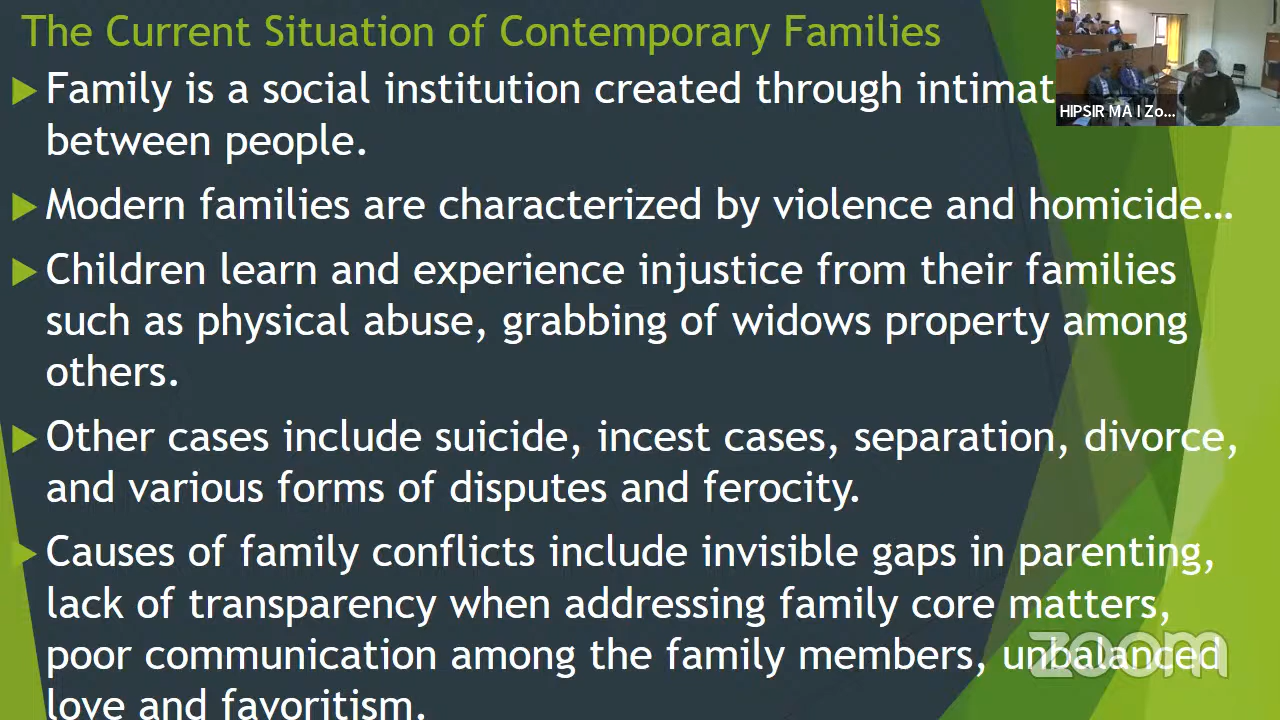 The Current Situation of Contemporary Families
Family is a social institution created through intimat
between people.
Modern families are characterized by violence and homicide…
Children learn and experience injustice from their families
such as physical abuse, grabbing of widows property among
others.
Other cases include suicide, incest cases, separation, divorce,
and various forms of disputes and ferocity.
Causes of family conflicts include invisible gaps in parenting,
lack of transparency when addressing family core matters,
poor communication among the family members, unbalanced
love and favoritism.
HIPSIR MA I Zo...
zoom